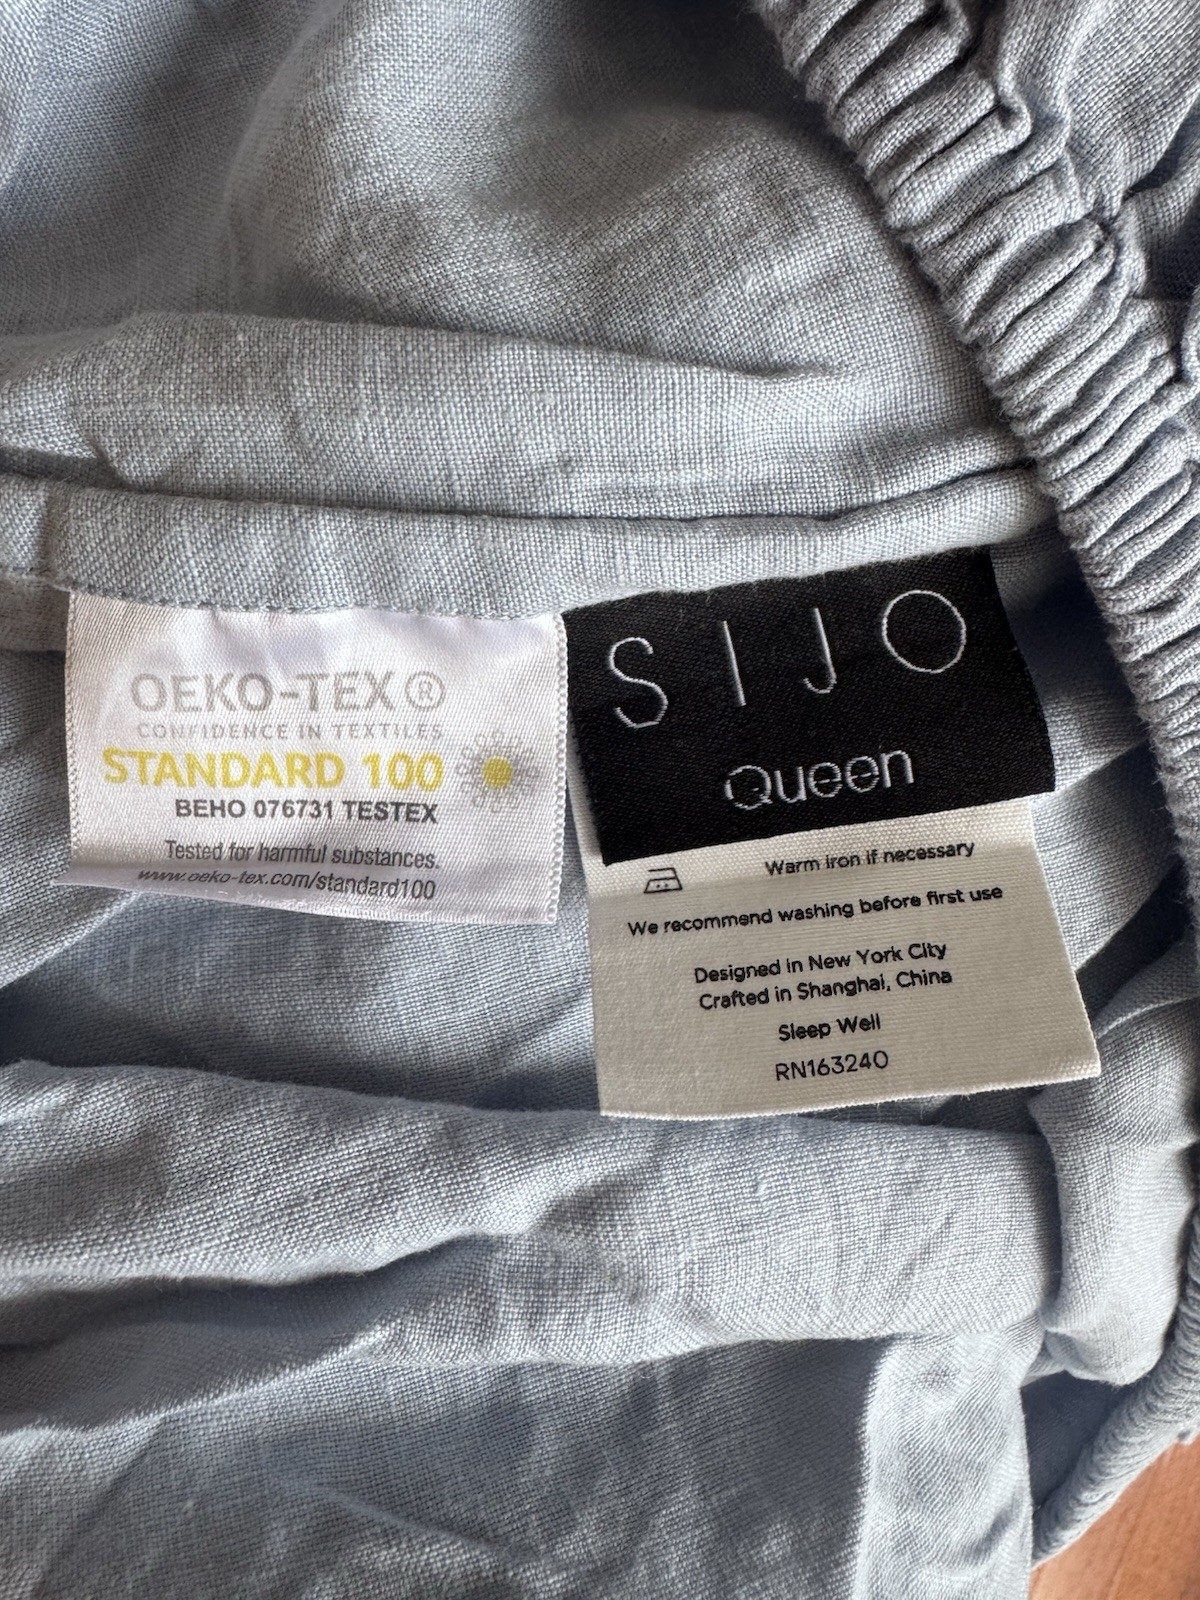 OEKO-TEX®
CONFIDENCE IN TEXTILES
STANDARD 100
BEHO 076731 TESTEX
Tested for harmful substances.
www.oeko-tex.com/standard100
SIJO
Queen
Warm iron if necessary
We recommend washing before first use
Designed in New York City
Crafted in Shanghai, China
Sleep Well
RN163240